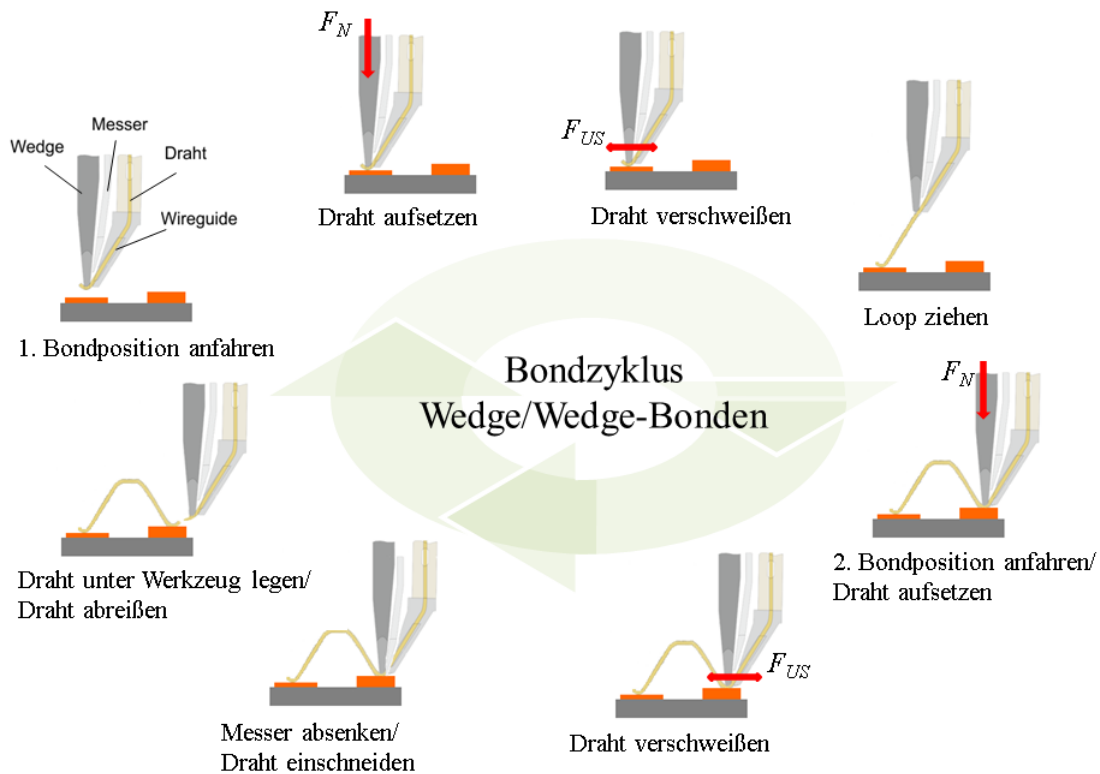 F_N
F_US
Messer
Wedge
Draht
Wireguide
Draht aufsetzen
Draht verschweißen
Loop ziehen
1. Bondposition anfahren
Bondzyklus
Wedge/Wedge-Bonden
F_N
2. Bondposition anfahren/
Draht aufsetzen
Draht unter Werkzeug legen/
Draht abreißen
F_US
Messer absenken/
Draht einschneiden
Draht verschweißen